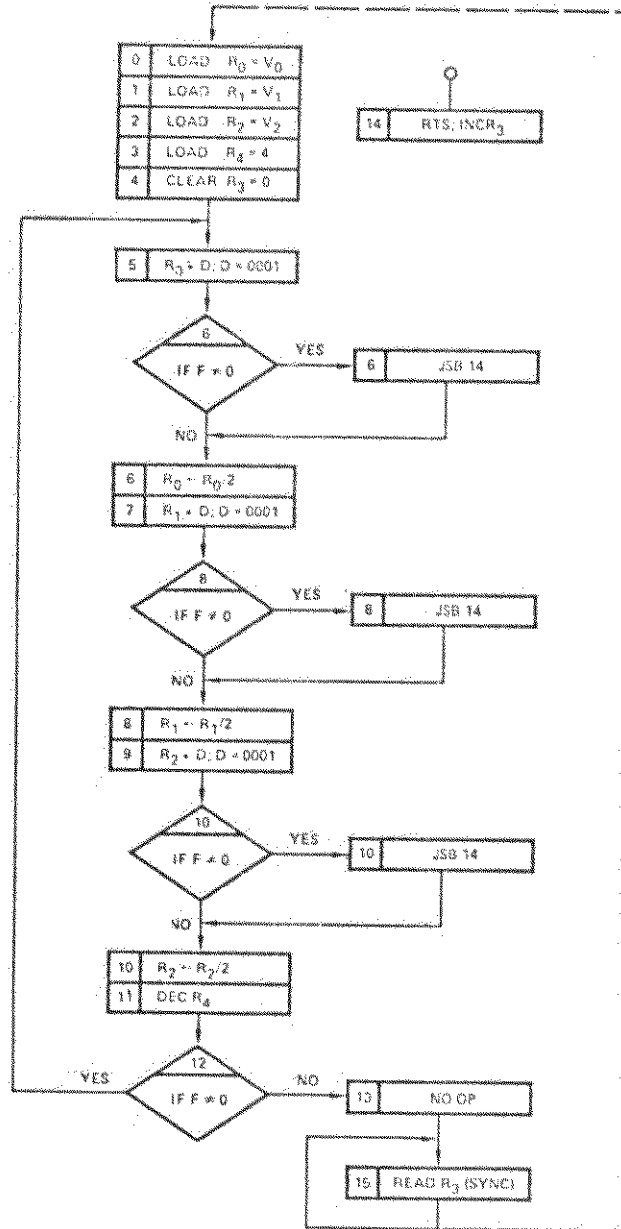 0 LOAD R₀ = V₀
1 LOAD R₁ = V₁
2 LOAD R₂ = V₂
3 LOAD R₄ = 4
4 CLEAR R₃ = 0
14 RTS; INCR₃
5 R₀ • D; D = 0001
6
IF F ≠ 0
YES
6 JSB 14
NO
6 R₀ ← R₀/2
7 R₁ • D; D = 0001
8
IF F ≠ 0
YES
8 JSB 14
NO
8 R₁ ← R₁/2
9 R₂ • D; D = 0001
10
IF F ≠ 0
YES
10 JSB 14
NO
10 R₂ ← R₂/2
11 DEC R₄
12
YES
IF F ≠ 0
NO
13 NO OP
15 READ R₃ (SYNC)